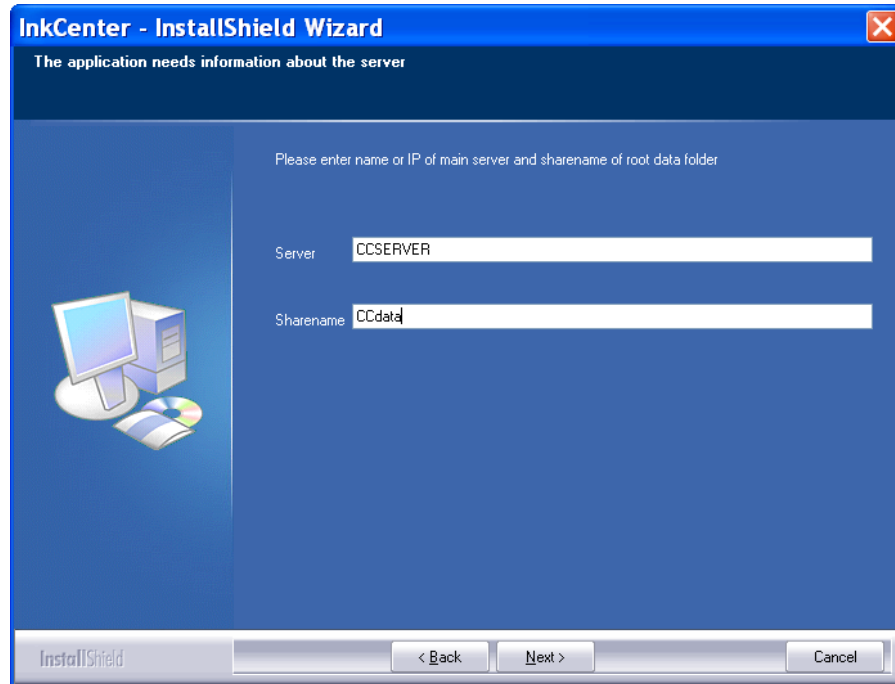 InkCenter - InstallShield Wizard
The application needs information about the server
Please enter name or IP of main server and sharename of root data folder
Server CCSERVER
Sharename CCdata
InstallShield < Back Next > Cancel